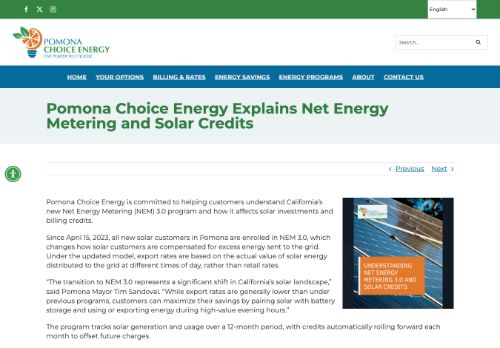 English
POMONA
CHOICE ENERGY
THE POWER TO CHOOSE
Search...
HOME YOUR OPTIONS BILLING & RATES ENERGY SAVINGS ENERGY PROGRAMS ABOUT CONTACT US
Pomona Choice Energy Explains Net Energy
Metering and Solar Credits
Previous Next
Pomona Choice Energy is committed to helping customers understand California's
new Net Energy Metering (NEM) 3.0 program and how it affects solar investments and
billing credits.
Since April 15, 2023, all new solar customers in Pomona are enrolled in NEM 3.0, which
changes how solar customers are compensated for excess energy sent to the grid.
Under the updated model, export rates are based on the actual value of solar energy
distributed to the grid at different times of day, rather than retail rates.
"The transition to NEM 3.0 represents a significant shift in California's solar landscape,"
said Pomona Mayor Tim Sandoval. "While export rates are generally lower than under
previous programs, customers can maximize their savings by pairing solar with battery
storage and using or exporting energy during high-value evening hours."
The program tracks solar generation and usage over a 12-month period, with credits automatically rolling forward each
month to offset future charges.
UNDERSTANDING
NET ENERGY
METERING 3.0 AND
SOLAR CREDITS